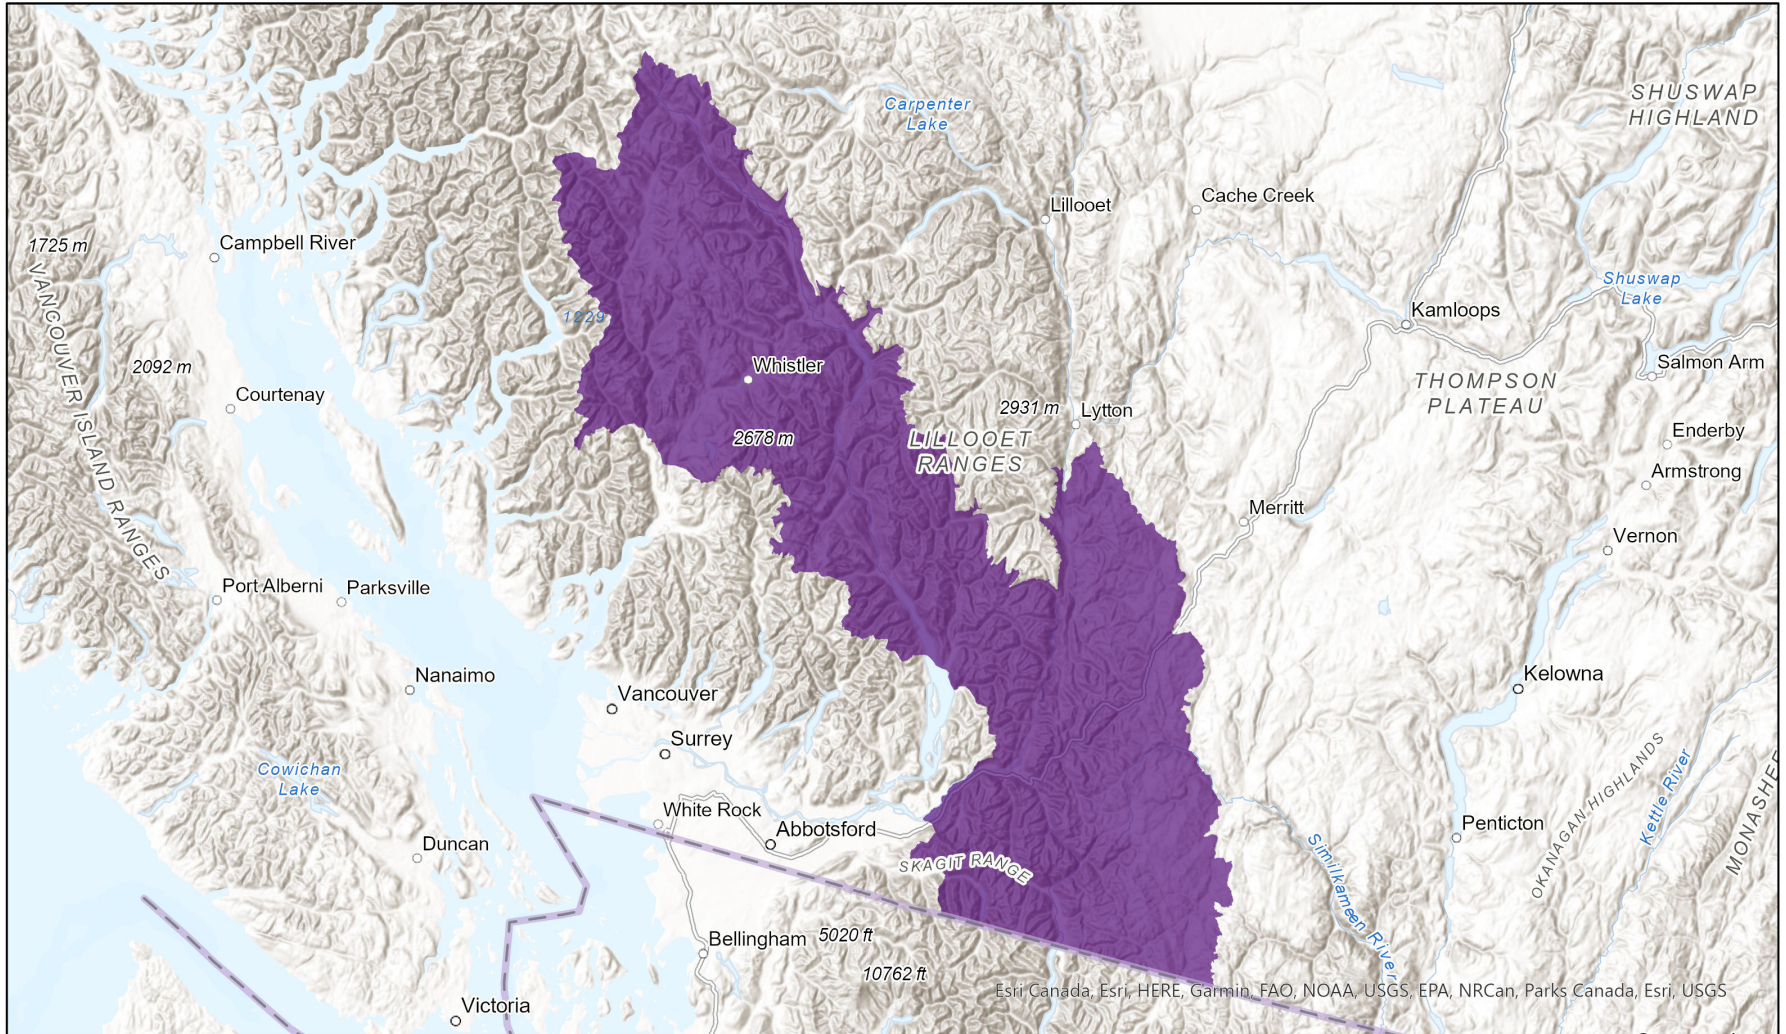 SHUSWAP
HIGHLAND
Carpenter
Lake
Lillooet
Cache Creek
1725 m
Campbell River
Shuswap
Lake
1229
Kamloops
VANCOUVER ISLAND RANGES
2092 m
Whistler
Salmon Arm
THOMPSON
PLATEAU
Courtenay
2931 m
Lytton
2678 m
LILLOOET
RANGES
Enderby
Armstrong
Merritt
Vernon
Port Alberni
Parksville
Nanaimo
Vancouver
Kelowna
Surrey
Cowichan
Lake
OKANAGAN HIGHLANDS
Kettle River
MONASHEE
White Rock
Abbotsford
Penticton
Duncan
SKAGIT RANGE
Similkameen River
Bellingham
5020 ft
10762 ft
Esri Canada, Esri, HERE, Garmin, FAO, NOAA, USGS, EPA, NRCan, Parks Canada, Esri, USGS
Victoria